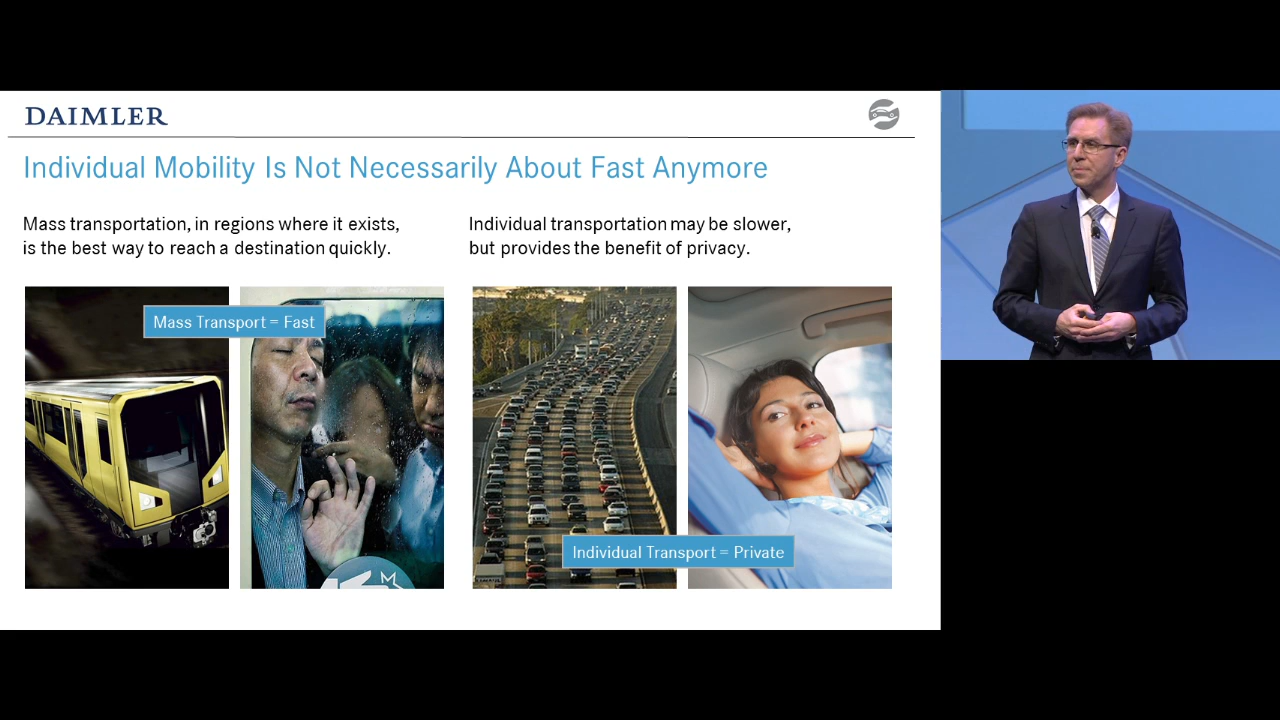 DAIMLER
Individual Mobility Is Not Necessarily About Fast Anymore
Mass transportation, in regions where it exists,
is the best way to reach a destination quickly.
Individual transportation may be slower,
but provides the benefit of privacy.
Mass Transport = Fast
Individual Transport = Private